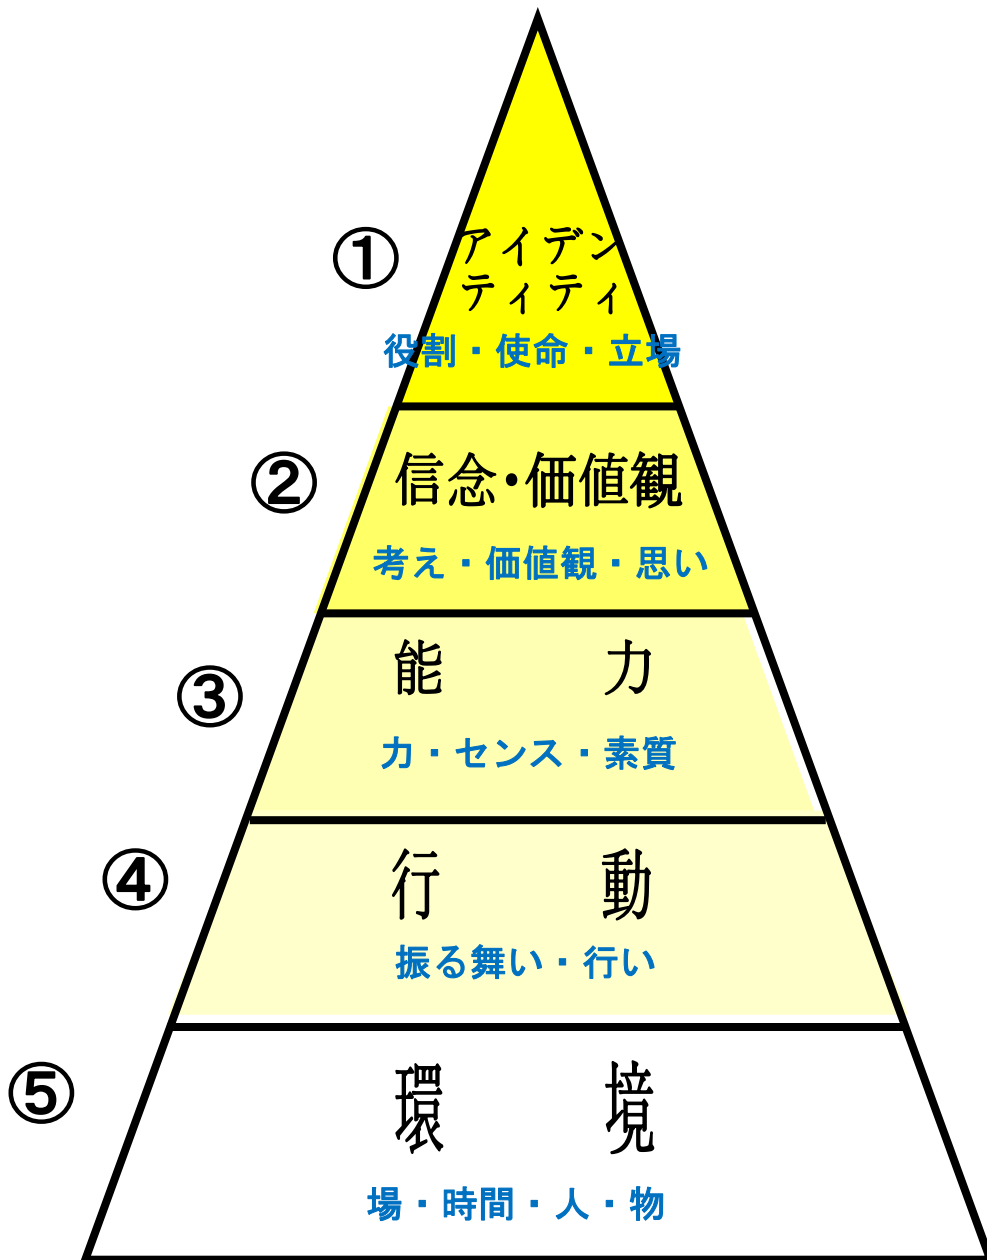 ①
アイデン
ティティ
役割・使命・立場
②
信念・価値観
考え・価値観・思い
③
能 力
力・センス・素質
④
行 動
振る舞い・行い
⑤
環 境
場・時間・人・物